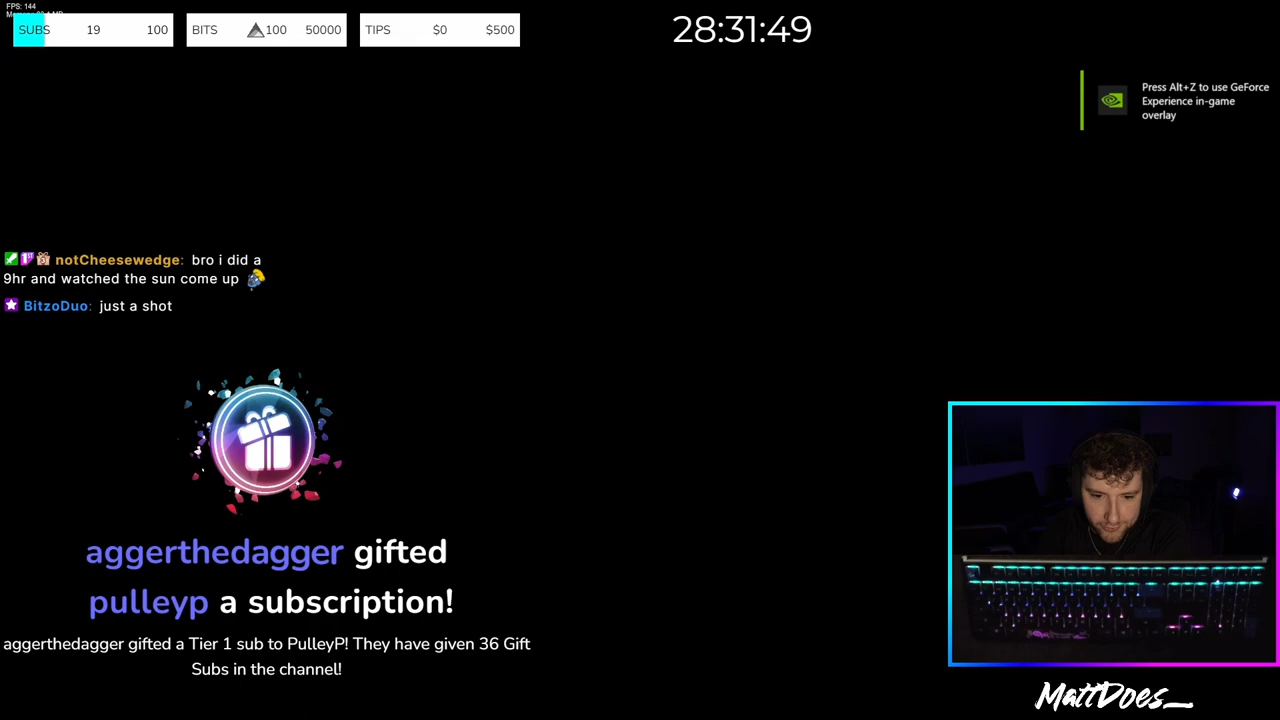 FPS: 144
SUBS 19 100
BITS 100 50000
TIPS $0 $500
28:31:49
Press Alt+Z to use GeForce
Experience in-game
overlay
notCheesewedge: bro i did a
9hr and watched the sun come up
BitzoDuo: just a shot
aggerthedagger gifted
pulleyp a subscription!
aggerthedagger gifted a Tier 1 sub to PulleyP! They have given 36 Gift
Subs in the channel!
MattDoes_